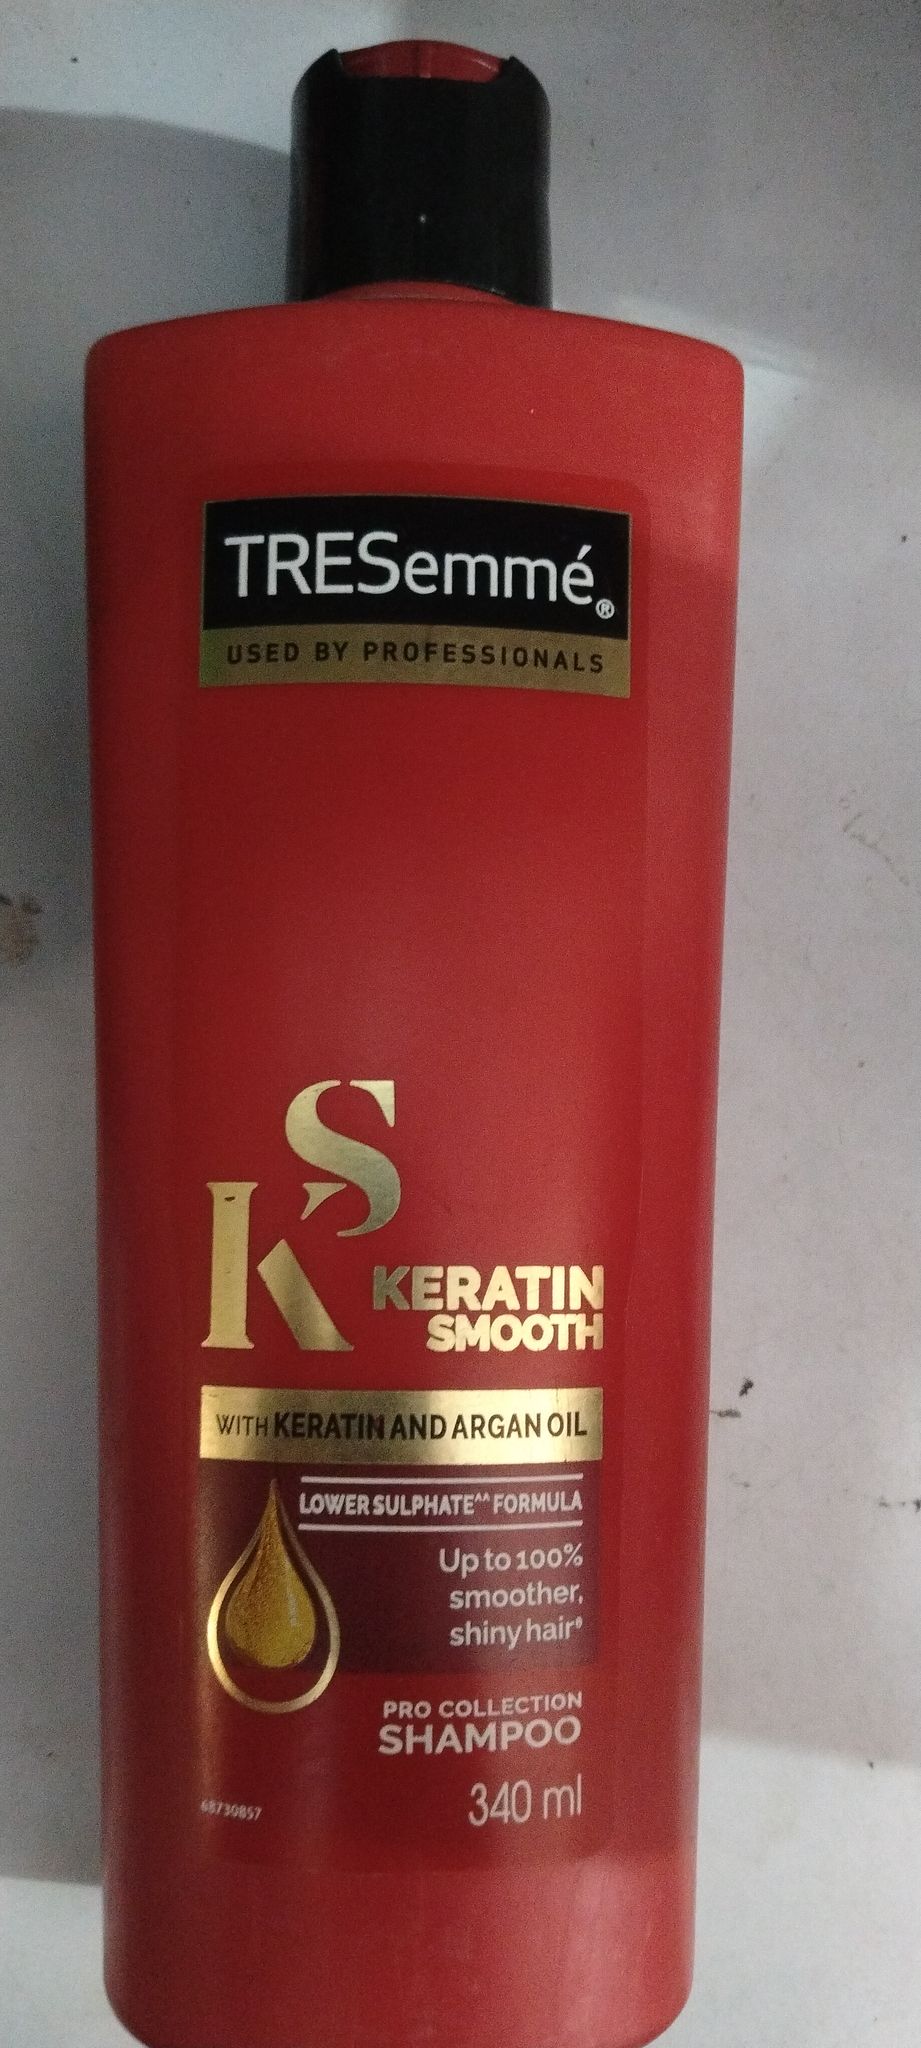 TRESemmé®
USED BY PROFESSIONALS
KS
KERATIN
SMOOTH
WITH KERATIN AND ARGAN OIL
LOWER SULPHATE^^ FORMULA
Up to 100%
smoother,
shiny hair
PRO COLLECTION
SHAMPOO
340 ml
68730857